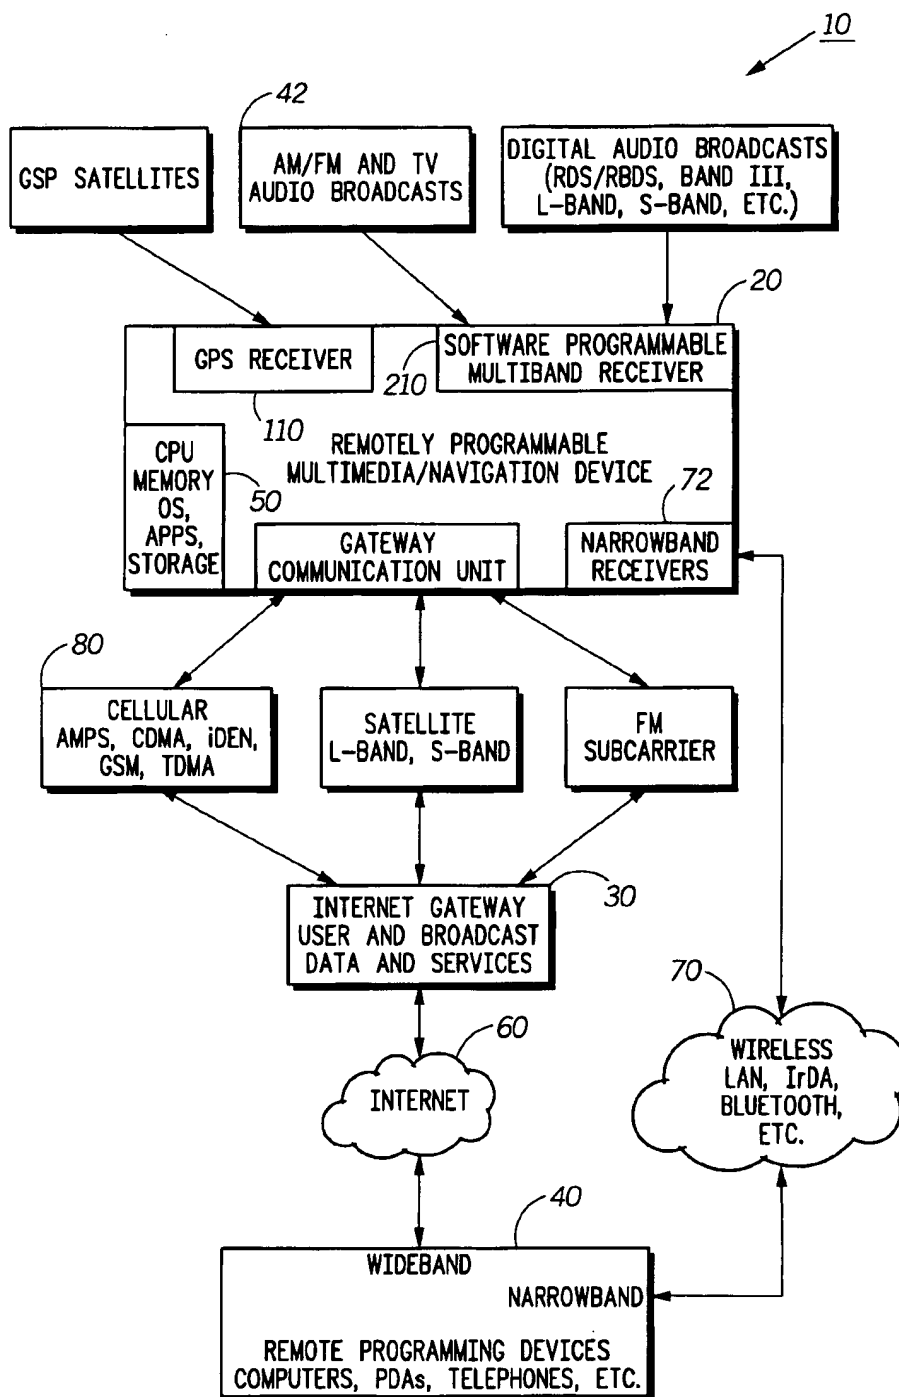 10
42
GSP SATELLITES
AM/FM AND TV
AUDIO BROADCASTS
DIGITAL AUDIO BROADCASTS
(RDS/RBDS, BAND III,
L-BAND, S-BAND, ETC.)
20
GPS RECEIVER
210
SOFTWARE PROGRAMMABLE
MULTIBAND RECEIVER
110
REMOTELY PROGRAMMABLE
MULTIMEDIA/NAVIGATION DEVICE
CPU
MEMORY
OS,
APPS,
STORAGE
50
72
GATEWAY
COMMUNICATION UNIT
NARROWBAND
RECEIVERS
80
CELLULAR
AMPS, CDMA, iDEN,
GSM, TDMA
SATELLITE
L-BAND, S-BAND
FM
SUBCARRIER
30
INTERNET GATEWAY
USER AND BROADCAST
DATA AND SERVICES
70
60
INTERNET
WIRELESS
LAN, IrDA,
BLUETOOTH,
ETC.
40
WIDEBAND
NARROWBAND
REMOTE PROGRAMMING DEVICES
COMPUTERS, PDAs, TELEPHONES, ETC.